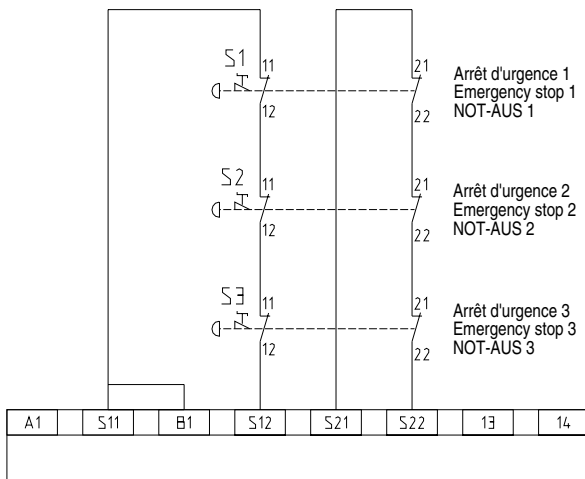 S1
11
12
21
22
Arrêt d'urgence 1
Emergency stop 1
NOT-AUS 1
S2
11
12
21
22
Arrêt d'urgence 2
Emergency stop 2
NOT-AUS 2
S3
11
12
21
22
Arrêt d'urgence 3
Emergency stop 3
NOT-AUS 3
A1 S11 B1 S12 S21 S22 13 14